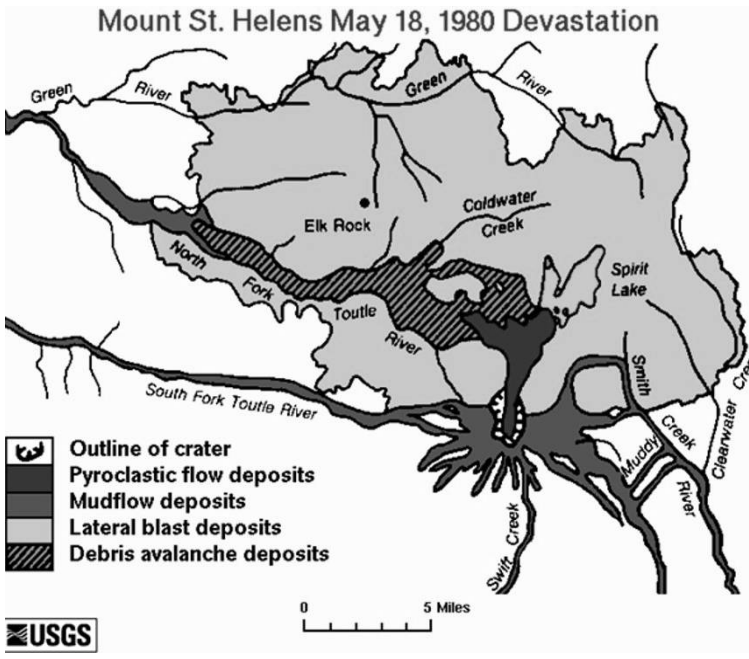 Mount St. Helens May 18, 1980 Devastation
Green
River
Green
River
Elk Rock
Coldwater
Creek
Spirit
Lake
North
Fork
Toutle
River
South Fork Toutle River
Smith
Creek
Muddy
River
Clearwater Cre
Swift Creek
Outline of crater
Pyroclastic flow deposits
Mudflow deposits
Lateral blast deposits
Debris avalanche deposits
0 5 Miles
USGS